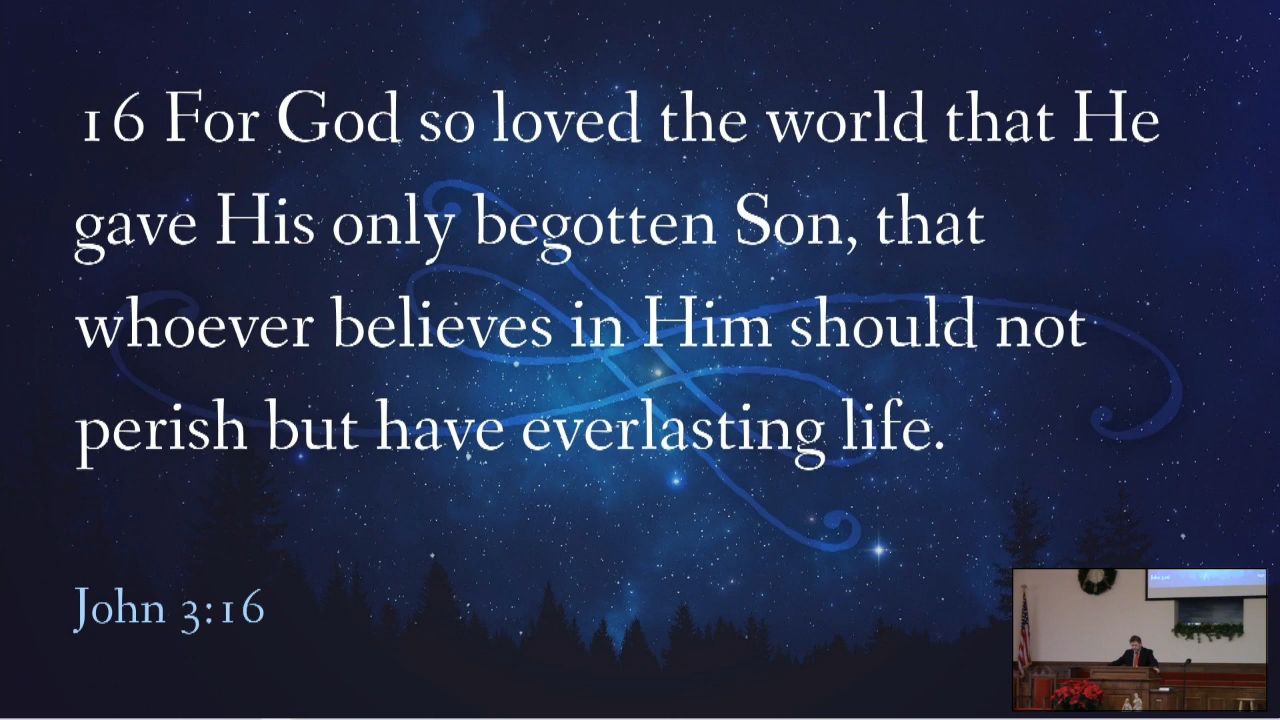 16 For God so loved the world that He
gave His only begotten Son, that
whoever believes in Him should not
perish but have everlasting life.
John 3:16